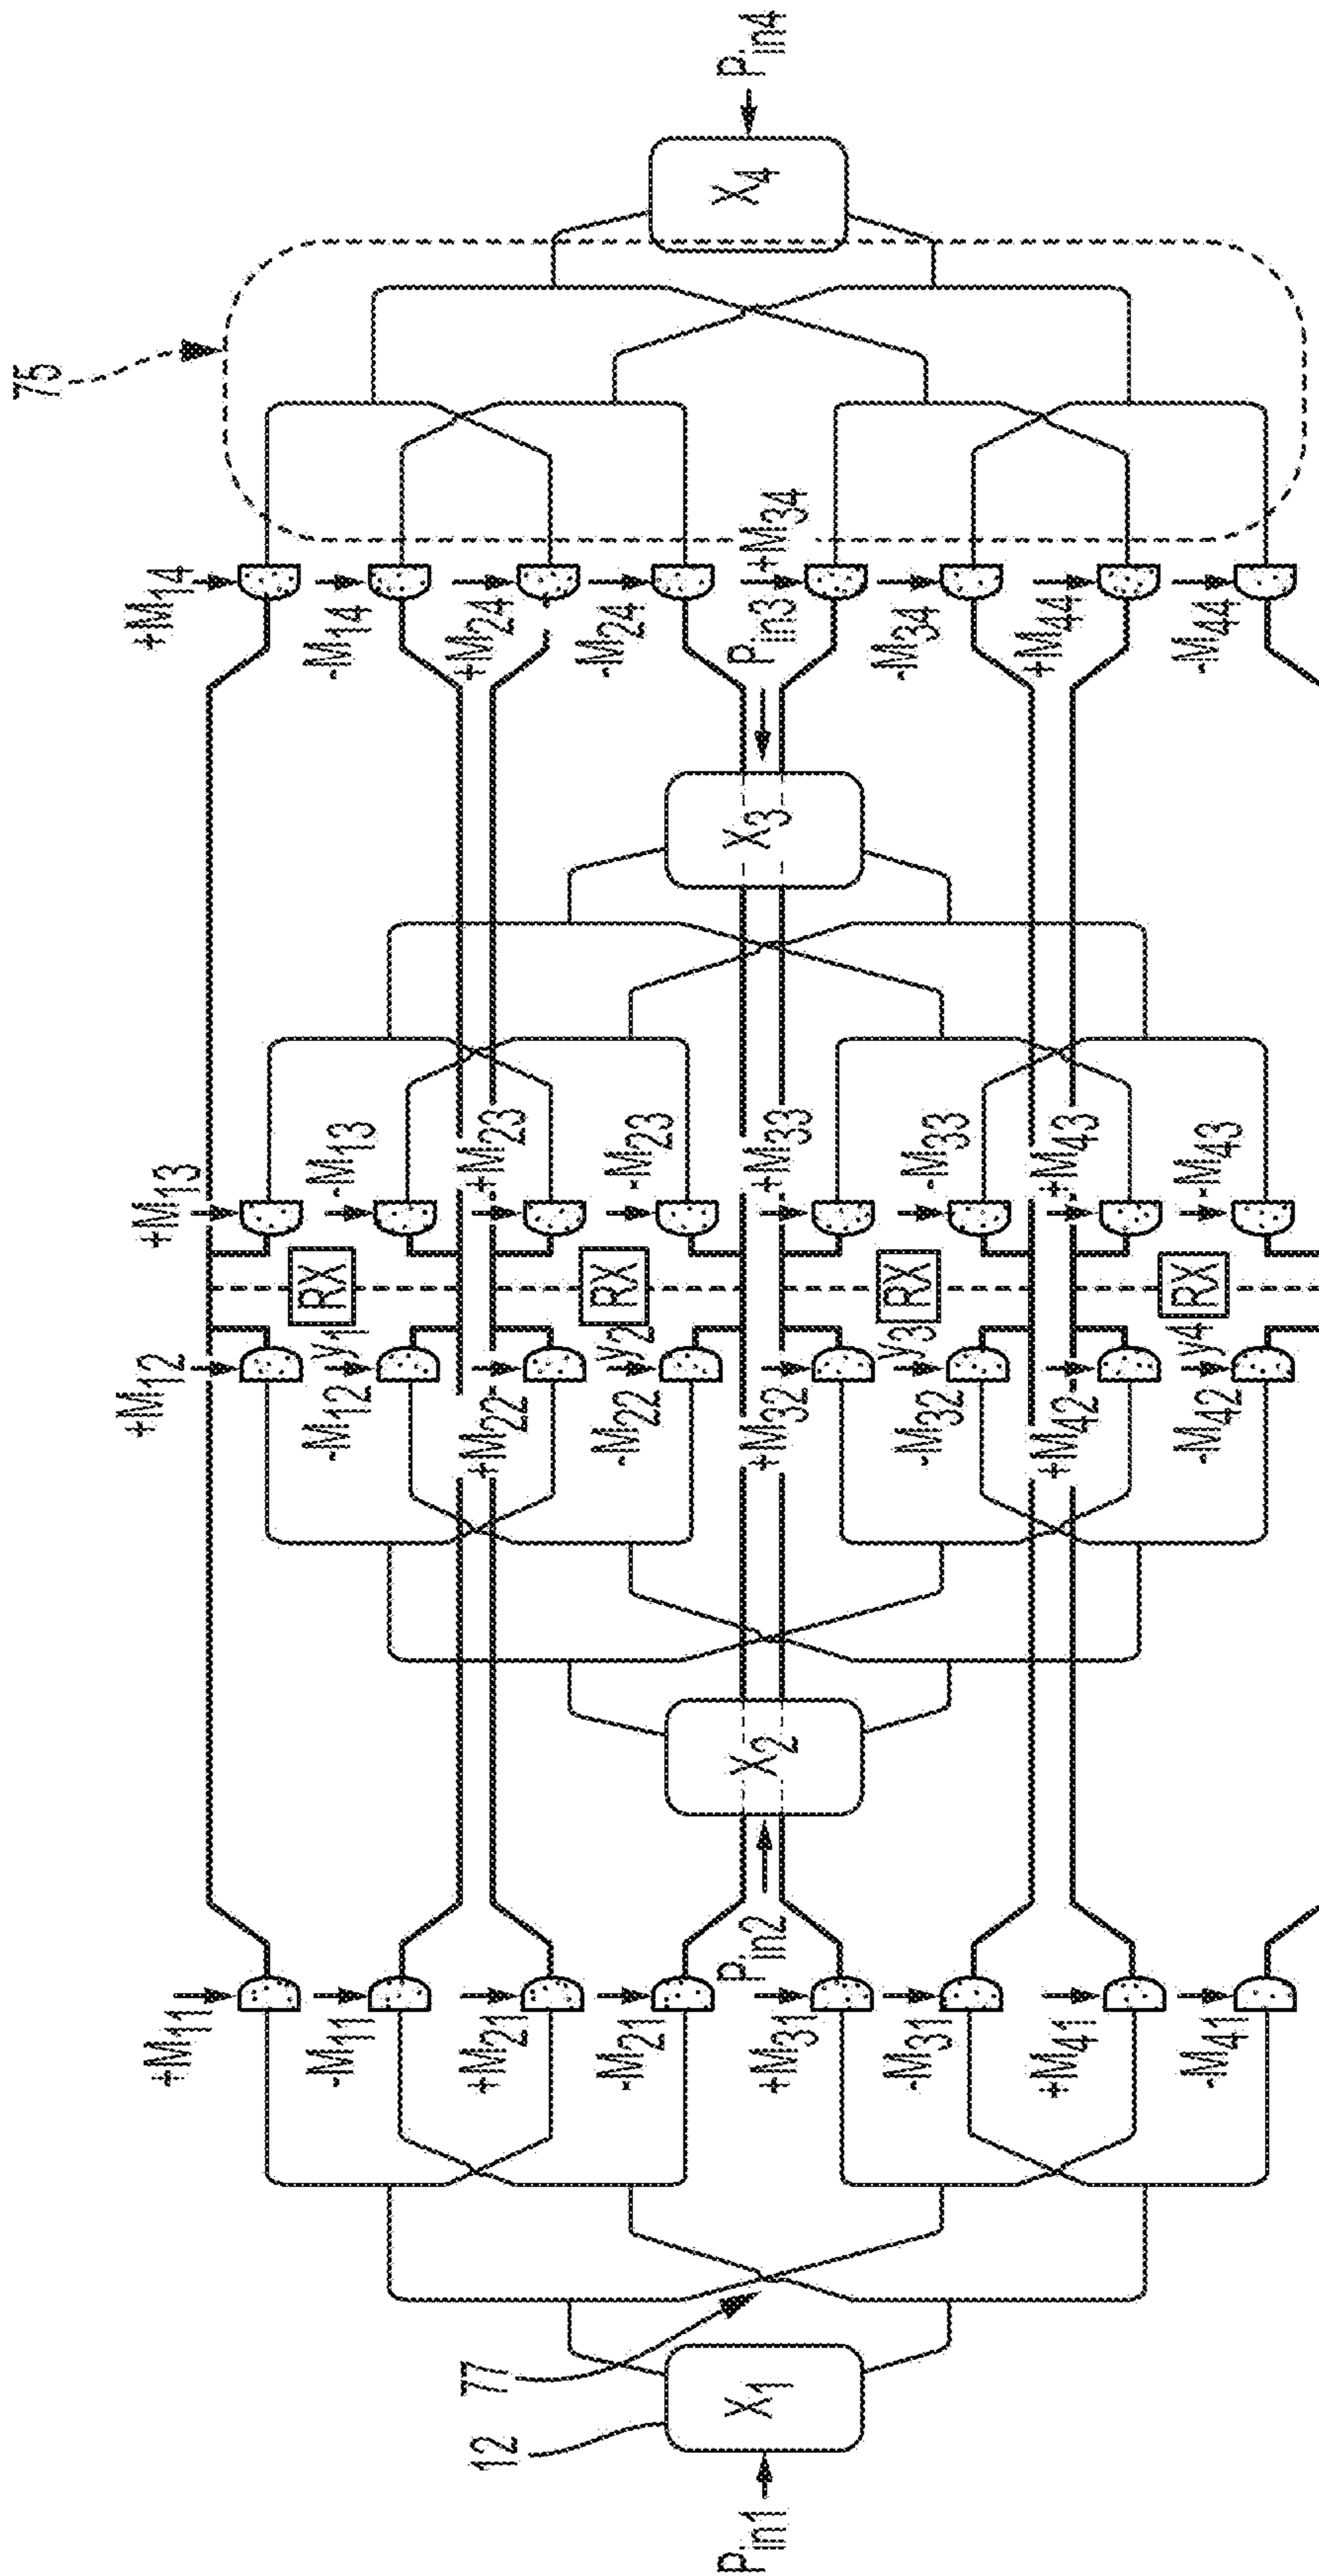 75
+M14
-M14
+M24
-M24
Pin3
+M34
-M34
+M44
-M44
X4
Pin4
X3
+M13
-M13
+M23
-M23
+M33
-M33
+M43
-M43
RX
RX
RX
RX
y1
y2
y3
y4
+M12
-M12
+M22
-M22
+M32
-M32
+M42
-M42
X2
Pin2
+M11
-M11
+M21
-M21
+M31
-M31
+M41
-M41
77
12
X1
Pin1